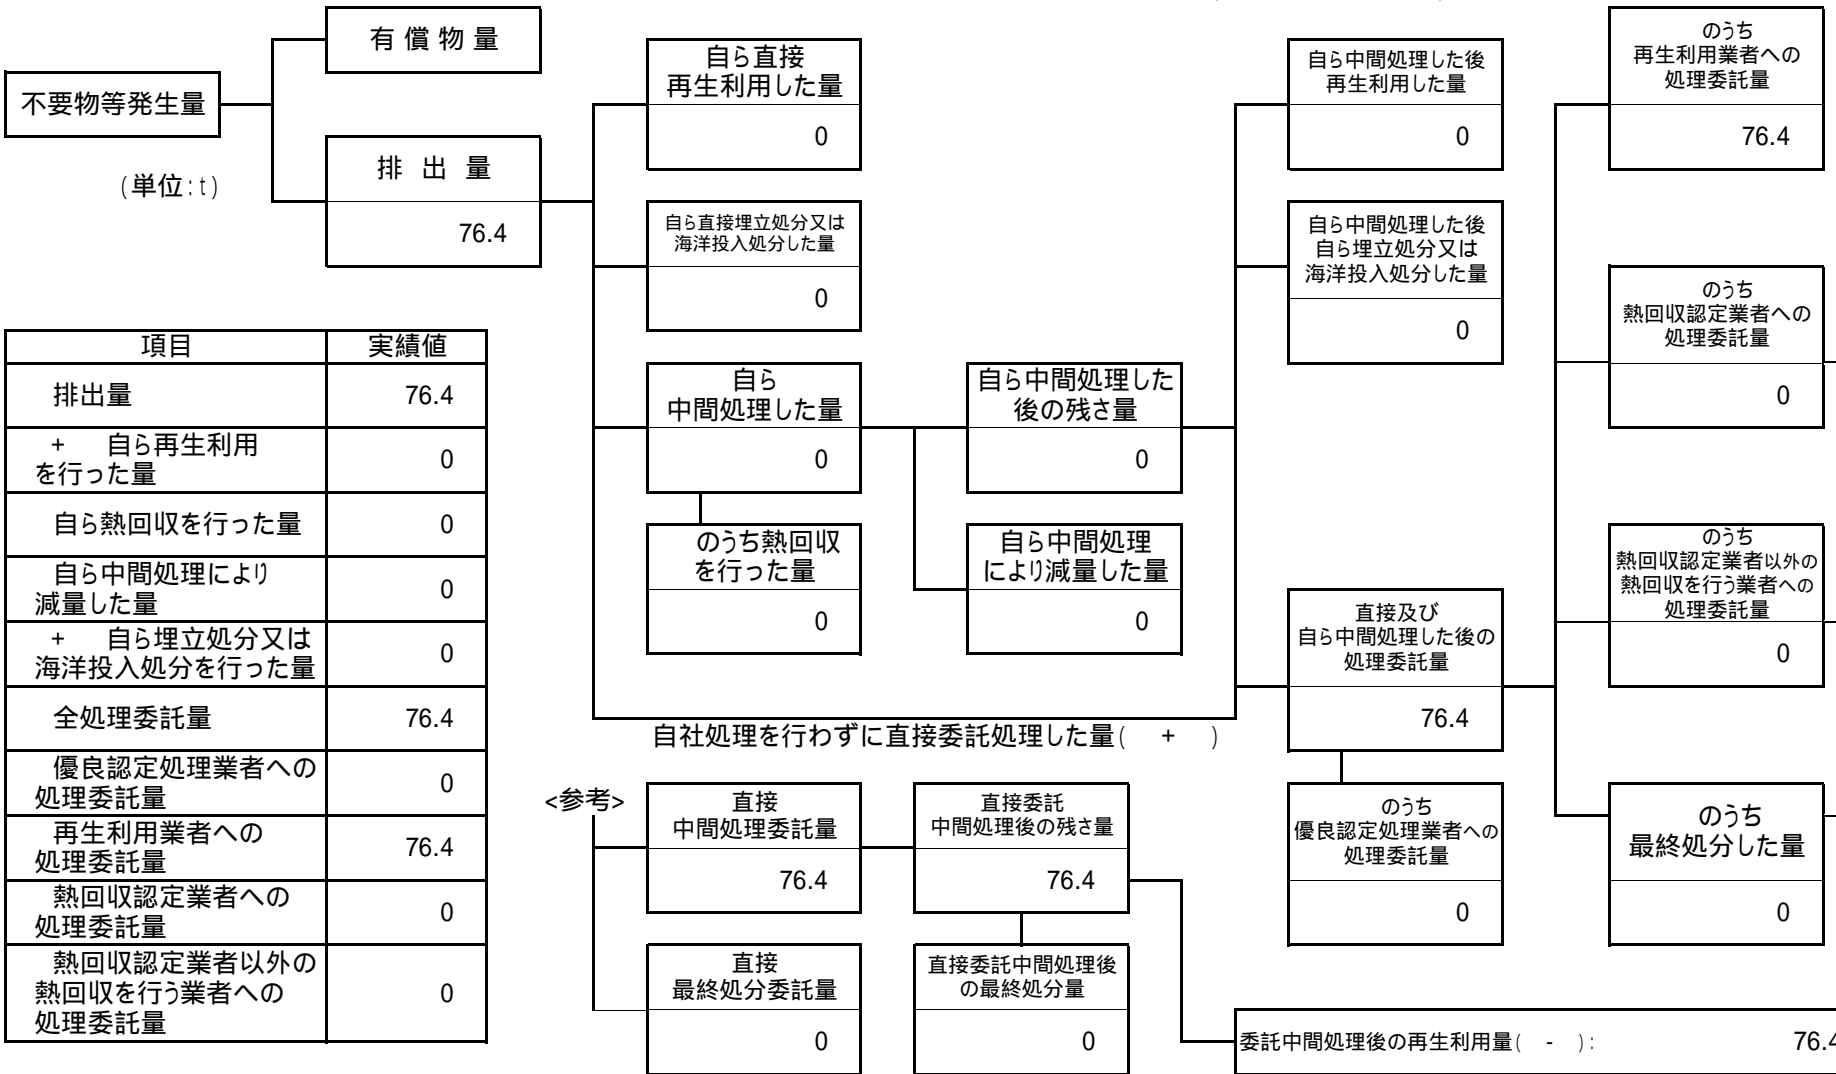 有 償 物 量
不要物等発生量
(単位:t)
排 出 量
76.4
自ら直接
再生利用した量
0
自ら直接埋立処分又は
海洋投入処分した量
0
自ら
中間処理した量
0
のうち熱回収
を行った量
0
自ら中間処理した
後の残さ量
0
自ら中間処理
により減量した量
0
自ら中間処理した後
再生利用した量
0
自ら中間処理した後
自ら埋立処分又は
海洋投入処分した量
0
直接及び
自ら中間処理した後の
処理委託量
76.4
のうち
優良認定処理業者への
処理委託量
0
のうち
再生利用業者への
処理委託量
76.4
のうち
熱回収認定業者への
処理委託量
0
のうち
熱回収認定業者以外の
熱回収を行う業者への
処理委託量
0
のうち
最終処分した量
0
自社処理を行わずに直接委託処理した量( + )
<参考>
直接
中間処理委託量
76.4
直接委託
中間処理後の残さ量
76.4
直接
最終処分委託量
0
直接委託中間処理後
の最終処分量
0
委託中間処理後の再生利用量( - ): 76.4
項目 実績値
排出量 76.4
+ 自ら再生利用
を行った量 0
自ら熱回収を行った量 0
自ら中間処理により
減量した量 0
+ 自ら埋立処分又は
海洋投入処分を行った量 0
全処理委託量 76.4
優良認定処理業者への
処理委託量 0
再生利用業者への
処理委託量 76.4
熱回収認定業者への
処理委託量 0
熱回収認定業者以外の
熱回収を行う業者への
処理委託量 0